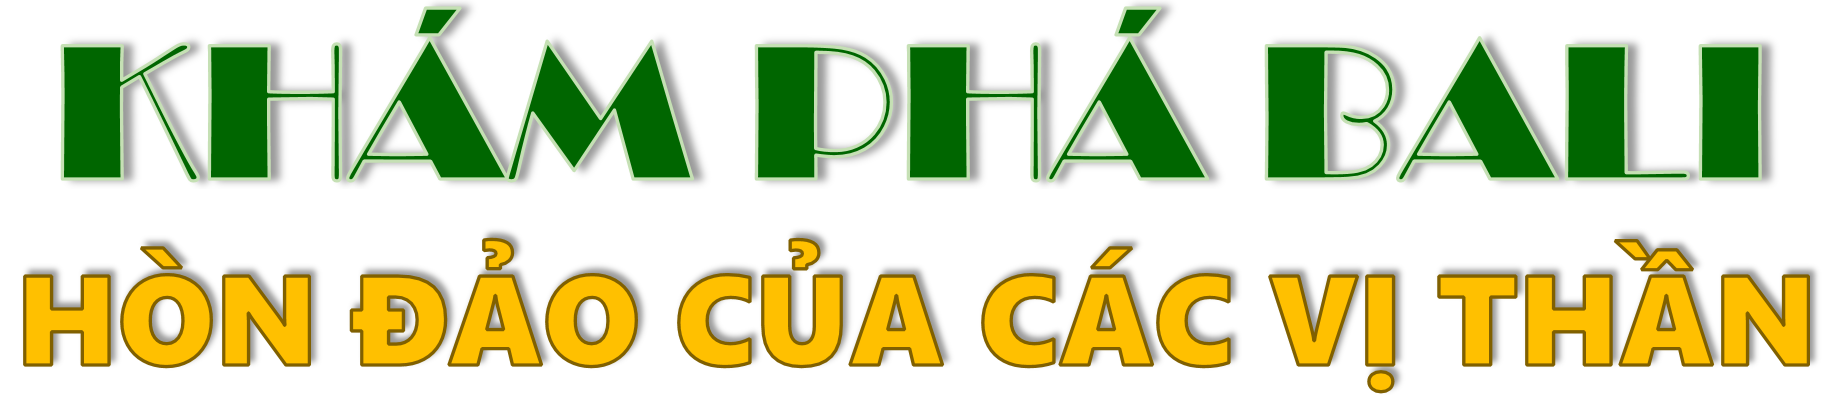 KHÁM PHÁ BALI
HÒN ĐẢO CỦA CÁC VỊ THẦN